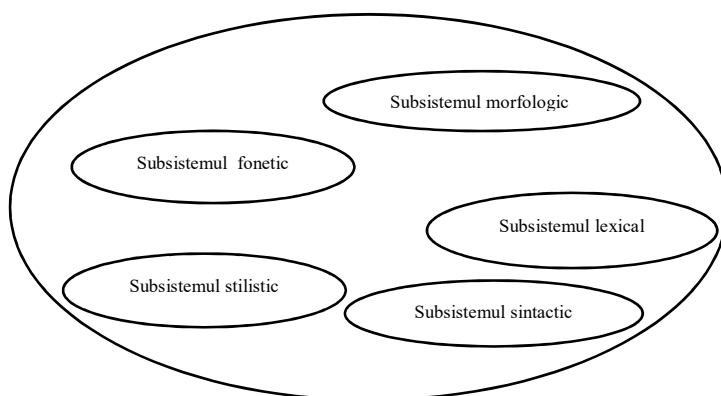 Subsistemul morfologic
Subsistemul fonetic
Subsistemul lexical
Subsistemul stilistic
Subsistemul sintactic